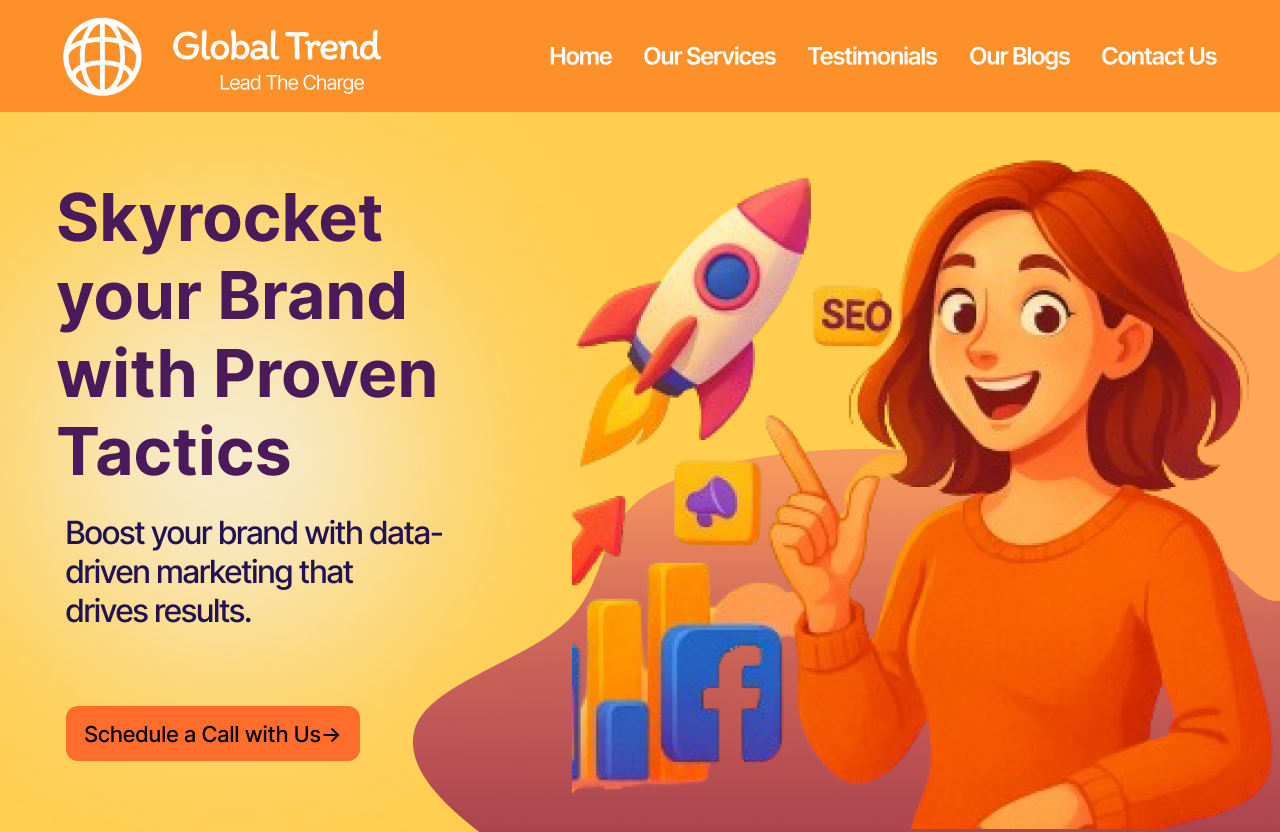 Global Trend
Lead The Charge
Home Our Services Testimonials Our Blogs Contact Us
Skyrocket
your Brand
with Proven
Tactics
SEO
Boost your brand with data-
driven marketing that
drives results.
Schedule a Call with Us→
f